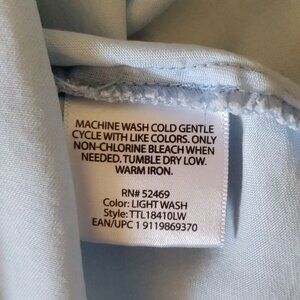 MACHINE WASH COLD GENTLE
CYCLE WITH LIKE COLORS. ONLY
NON-CHLORINE BLEACH WHEN
NEEDED. TUMBLE DRY LOW.
WARM IRON.
RN# 52469
Color: LIGHT WASH
Style: TTL18410LW
EAN/UPC 1 9119869370